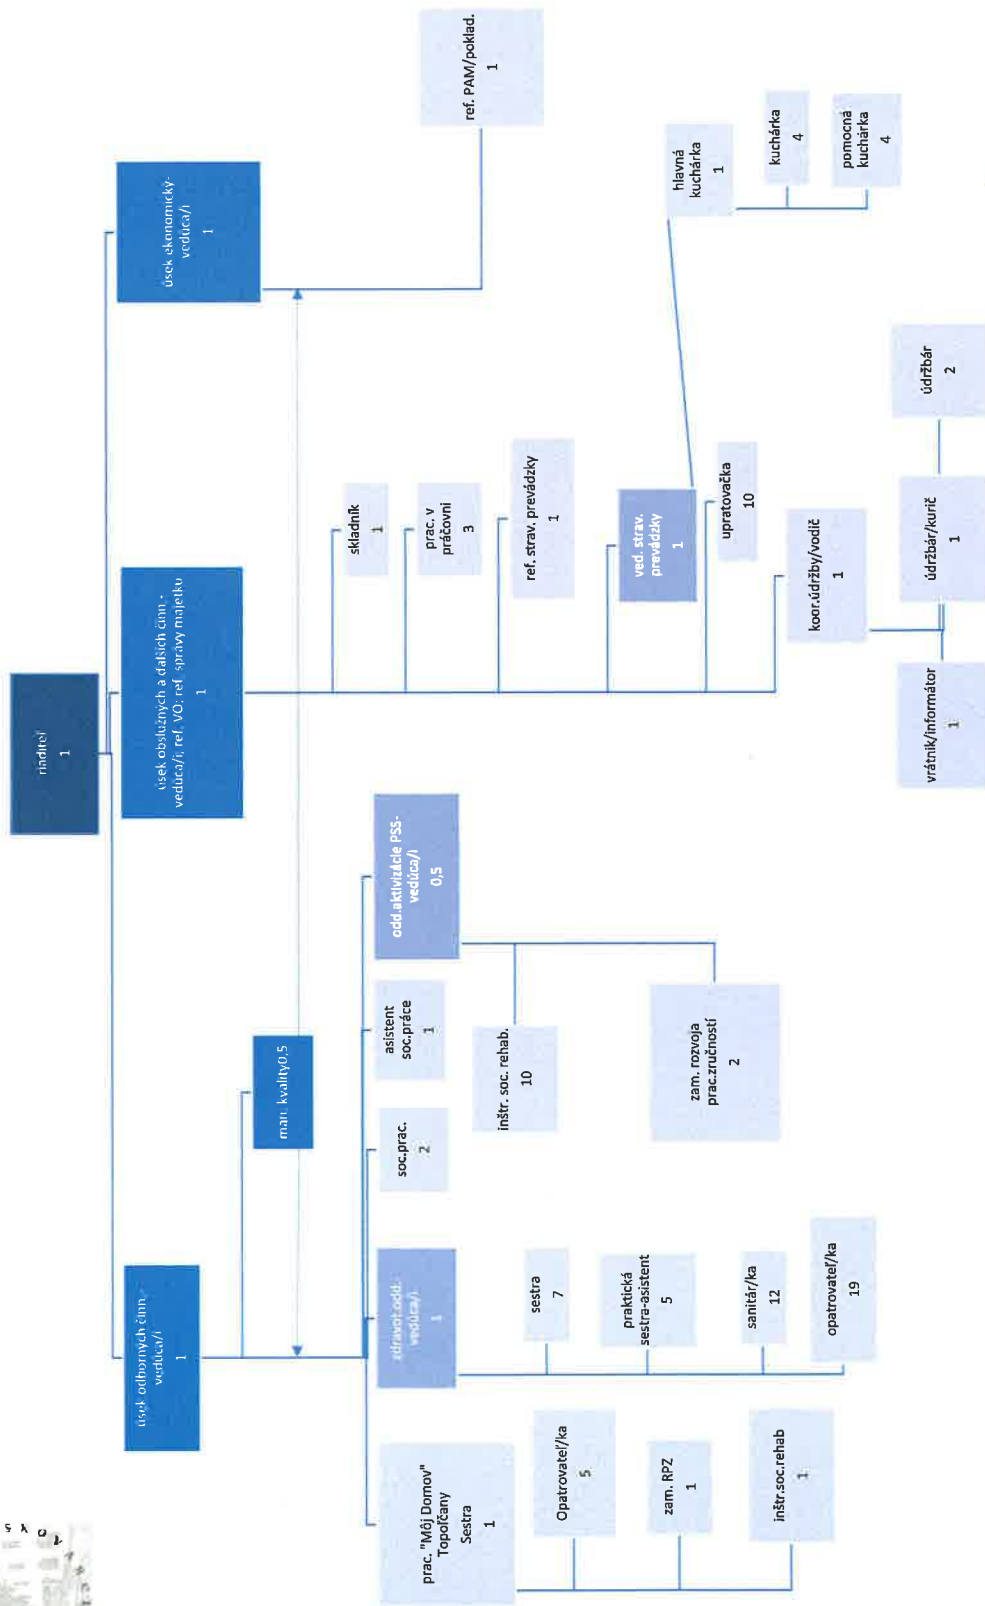 riaditeľ
1
úsek odborných činn.-
vedúca/i
1
úsek obslužných a dalších činn.-
vedúca/i, ref. VO; ref. správy majetku
1
úsek ekonomický-
vedúca/i
1
man. kvality0,5
ref. PAM/poklad.
1
prac. "Môj Domov"
Topoľčany
Sestra
1
Opatrovateľ/ka
5
zam. RPZ
1
inštr.soc.rehab
1
zdravot.odd.-
vedúca/i.
1
sestra
7
praktická
sestra-asistent
5
sanitár/ka
12
opatrovateľ/ka
19
soc.prac.
2
asistent
soc.práce
1
odd.aktivizácie PSS-
vedúca/i
0,5
inštr. soc. rehab.
10
zam. rozvoja
prac.zručností
2
skladník
1
prac. v
práčovni
3
ref. strav. prevádzky
1
ved. strav.
prevádzky
1
hlavná
kuchárka
1
kuchárka
4
pomocná
kuchárka
4
upratovačka
10
koor.údržby/vodič
1
vrátnik/informátor
1
údržbár/kurič
1
údržbár
2